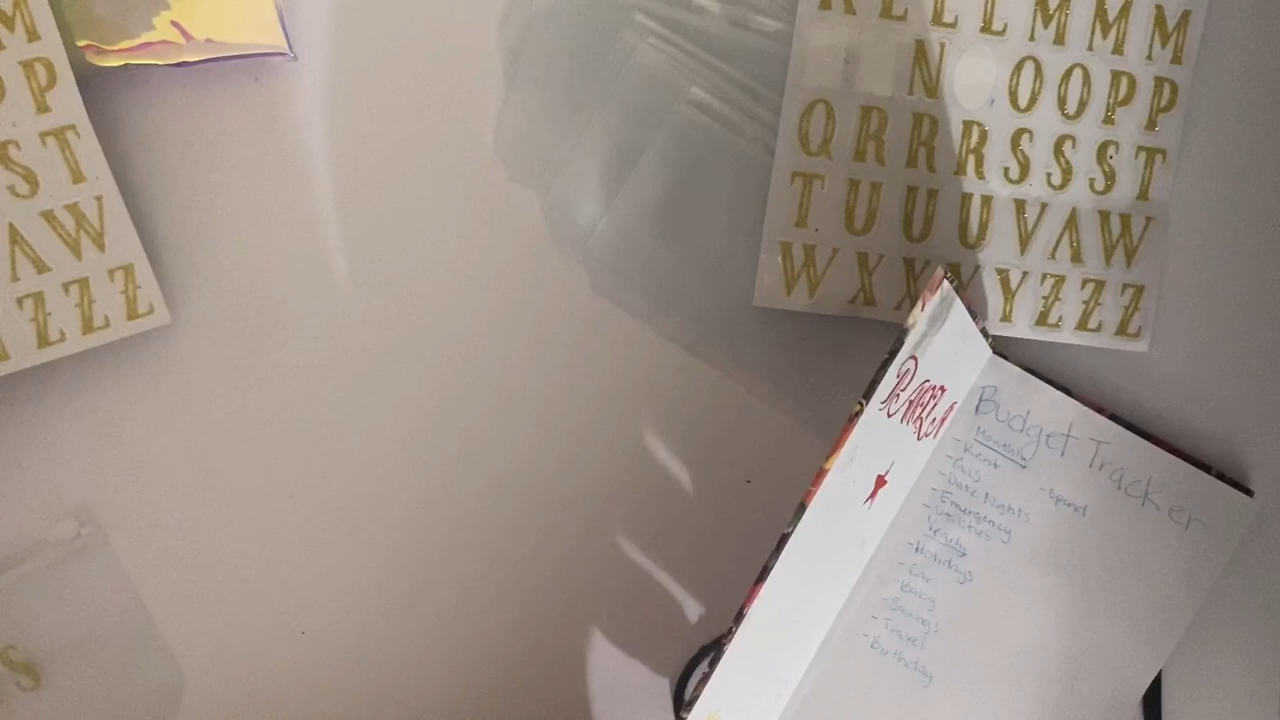 M
P P
S T
A W
Z Z Z
S
K L L L M M M
N O O P P
Q R R R S S S T
T U U U V A W
W X X Y Y Z Z Z
Budget Tracker
Monthly
- Rent
- Gas
- Spend
- Date Nights
- Emergency
- Utilities
Yearly
- Holidays
- Car
- Baby
- Savings
- Travel
- Birthday